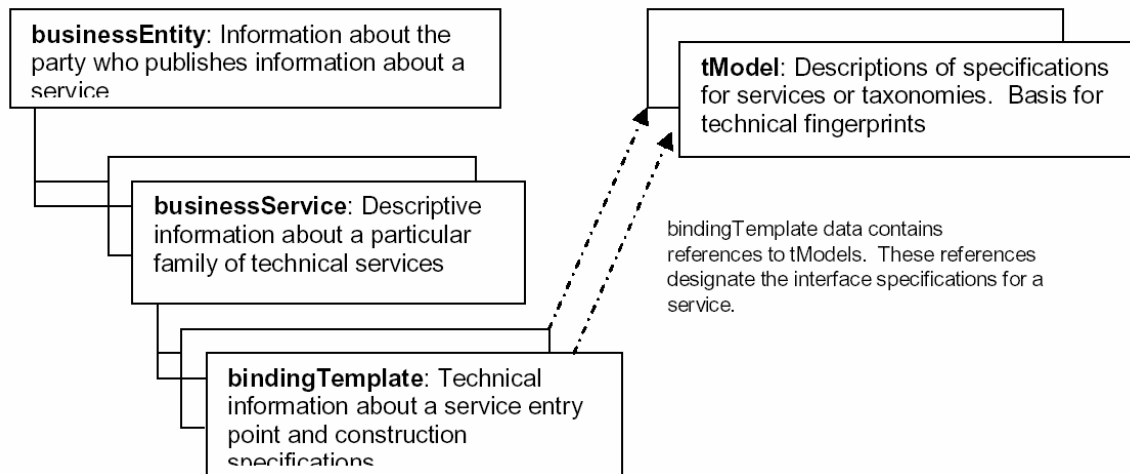 businessEntity: Information about the
party who publishes information about a
service
tModel: Descriptions of specifications
for services or taxonomies.  Basis for
technical fingerprints
businessService: Descriptive
information about a particular
family of technical services
bindingTemplate data contains
references to tModels.  These references
designate the interface specifications for a
service.
bindingTemplate: Technical
information about a service entry
point and construction
specifications